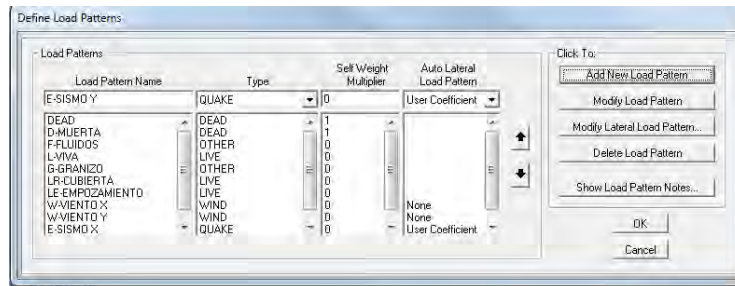 Define Load Patterns
Load Patterns
Click To:
Load Pattern Name Type Self Weight Multiplier Auto Lateral Load Pattern
E-SISMO Y QUAKE 0 User Coefficient
DEAD DEAD 1
D-MUERTA DEAD 1
F-FLUIDOS OTHER 0
L-VIVA LIVE 0
G-GRANIZO OTHER 0
LR-CUBIERTA LIVE 0
LE-EMPOZAMIENTO LIVE 0
W-VIENTO X WIND 0 None
W-VIENTO Y WIND 0 None
E-SISMO X QUAKE 0 User Coefficient
Add New Load Pattern
Modify Load Pattern
Modify Lateral Load Pattern...
Delete Load Pattern
Show Load Pattern Notes...
OK
Cancel